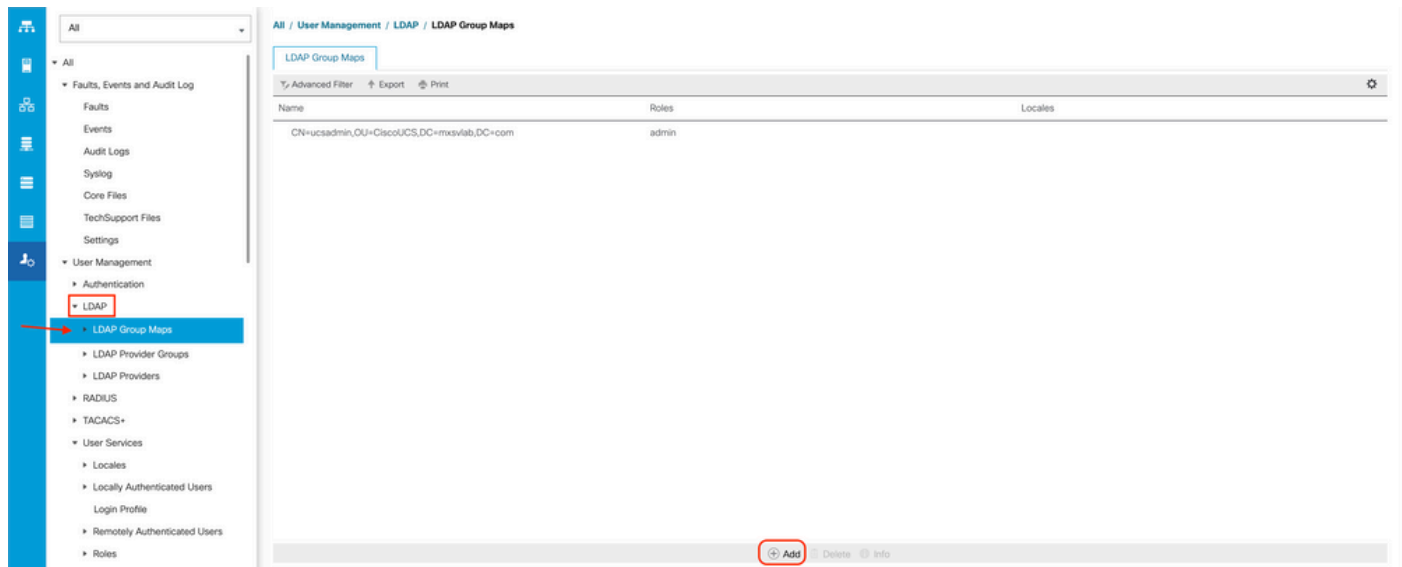 All
All / User Management / LDAP / LDAP Group Maps
LDAP Group Maps
Advanced Filter Export Print
Name Roles Locales
CN=ucsadmin,OU=CiscoUCS,DC=mxsvlab,DC=com admin
All
Faults, Events and Audit Log
Faults
Events
Audit Logs
Syslog
Core Files
TechSupport Files
Settings
User Management
Authentication
LDAP
LDAP Group Maps
LDAP Provider Groups
LDAP Providers
RADIUS
TACACS+
User Services
Locales
Locally Authenticated Users
Login Profile
Remotely Authenticated Users
Roles
Add Delete Info